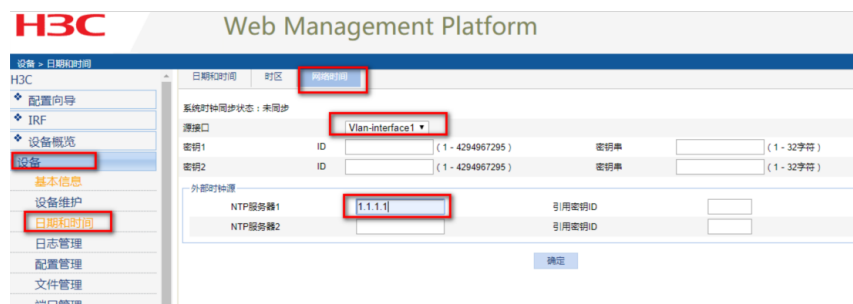 H3C Web Management Platform
设备 > 日期和时间
H3C
日期和时间 时区 网络时间
配置向导
系统时钟同步状态：未同步
IRF
源接口 Vlan-interface1
设备概览
密钥1 ID (1 - 4294967295) 密钥串 (1 - 32字符)
设备
密钥2 ID (1 - 4294967295) 密钥串 (1 - 32字符)
基本信息
外部时钟源
设备维护
NTP服务器1 1.1.1.1 引用密钥ID
日期和时间
NTP服务器2 引用密钥ID
日志管理
配置管理
确定
文件管理
端口管理